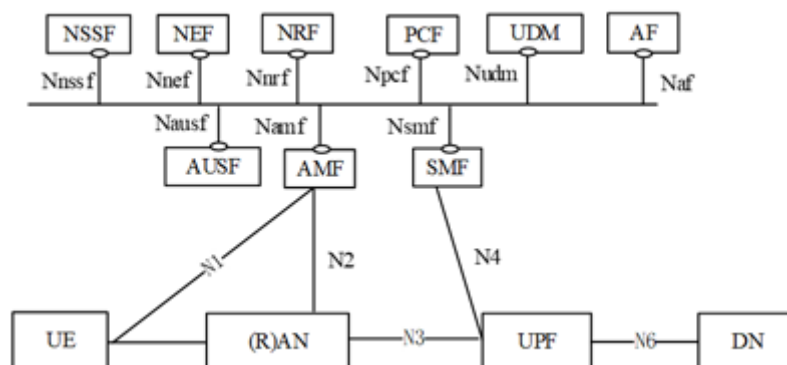 NSSF NEF NRF PCF UDM AF
Nnssf Nnef Nnrf Npcf Nudm Naf
Nausf Namf Nsmf
AUSF AMF SMF
N1 N2 N4
UE (R)AN N3 UPF N6 DN